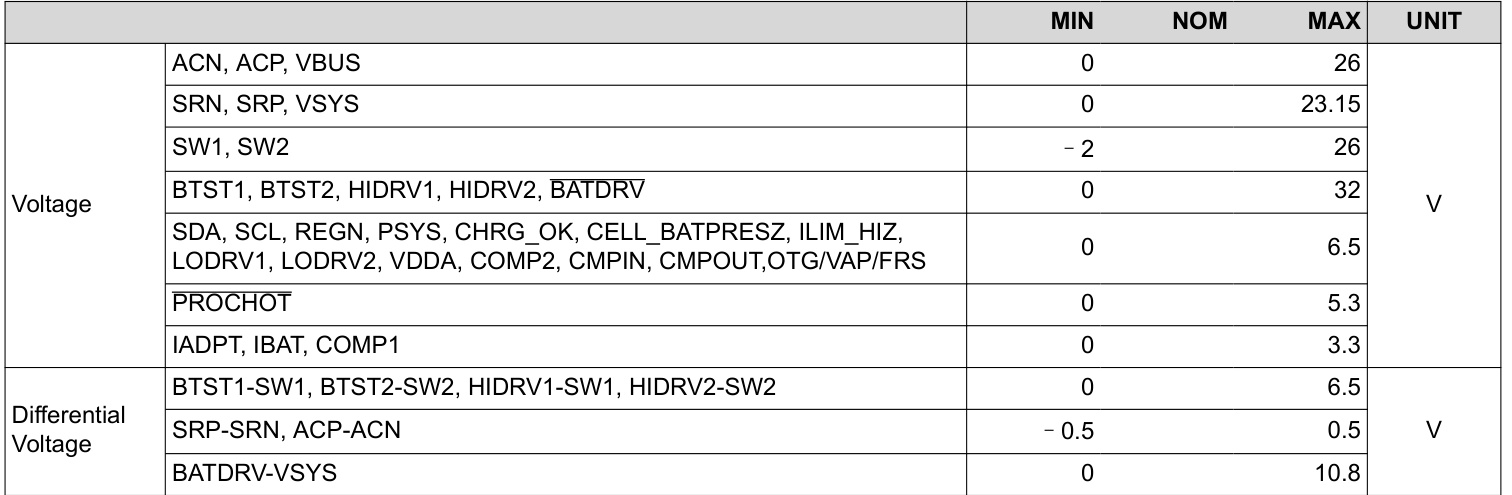 MIN NOM MAX UNIT
Voltage
ACN, ACP, VBUS 0 26
SRN, SRP, VSYS 0 23.15
SW1, SW2 −2 26
BTST1, BTST2, HIDRV1, HIDRV2, BATDRV 0 32
SDA, SCL, REGN, PSYS, CHRG_OK, CELL_BATPRESZ, ILIM_HIZ,
LODRV1, LODRV2, VDDA, COMP2, CMPIN, CMPOUT,OTG/VAP/FRS 0 6.5
PROCHOT 0 5.3
IADPT, IBAT, COMP1 0 3.3
V
Differential
Voltage
BTST1-SW1, BTST2-SW2, HIDRV1-SW1, HIDRV2-SW2 0 6.5
SRP-SRN, ACP-ACN −0.5 0.5
BATDRV-VSYS 0 10.8
V